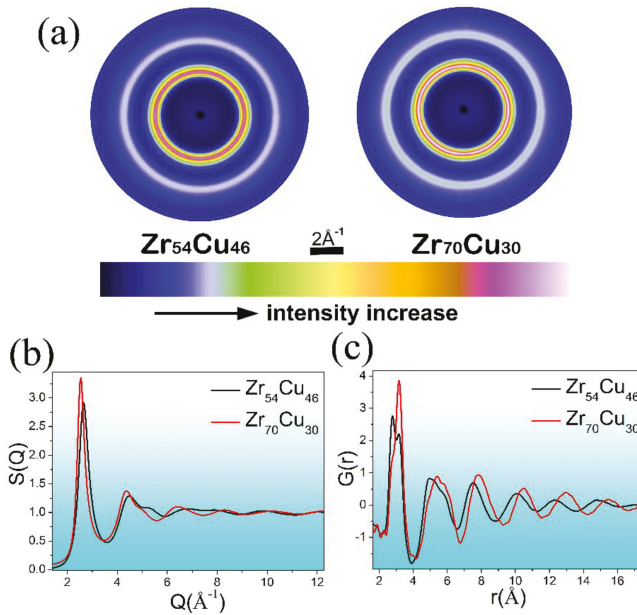 (a)
Zr54Cu46
2Å-1
Zr70Cu30
intensity increase
(b)
(c)
Zr54Cu46
Zr70Cu30
S(Q)
3.0
2.5
2.0
1.5
1.0
0.5
0.0
4 6 8 10 12
Q(Å-1)
Zr54Cu46
Zr70Cu30
G(r)
4
3
2
1
0
-1
2 4 6 8 10 12 14 16
r(Å)